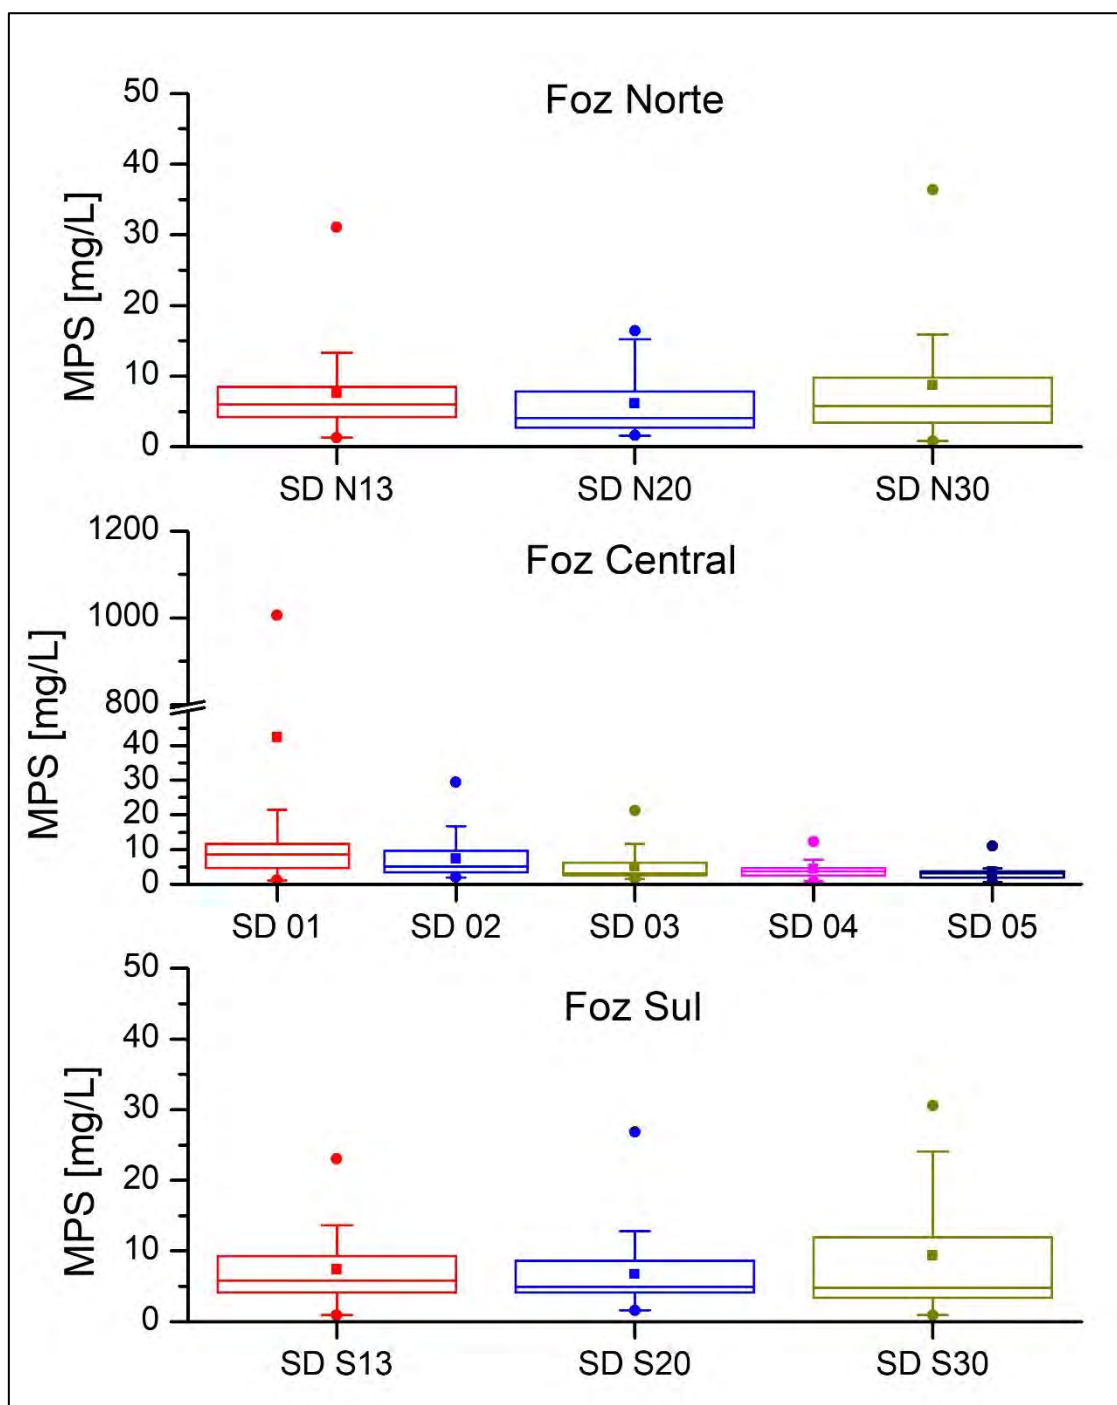 Foz Norte
MPS [mg/L]
50
40
30
20
10
0
SD N13 SD N20 SD N30
Foz Central
MPS [mg/L]
1200
1000
800
40
30
20
10
0
SD 01 SD 02 SD 03 SD 04 SD 05
Foz Sul
MPS [mg/L]
50
40
30
20
10
0
SD S13 SD S20 SD S30